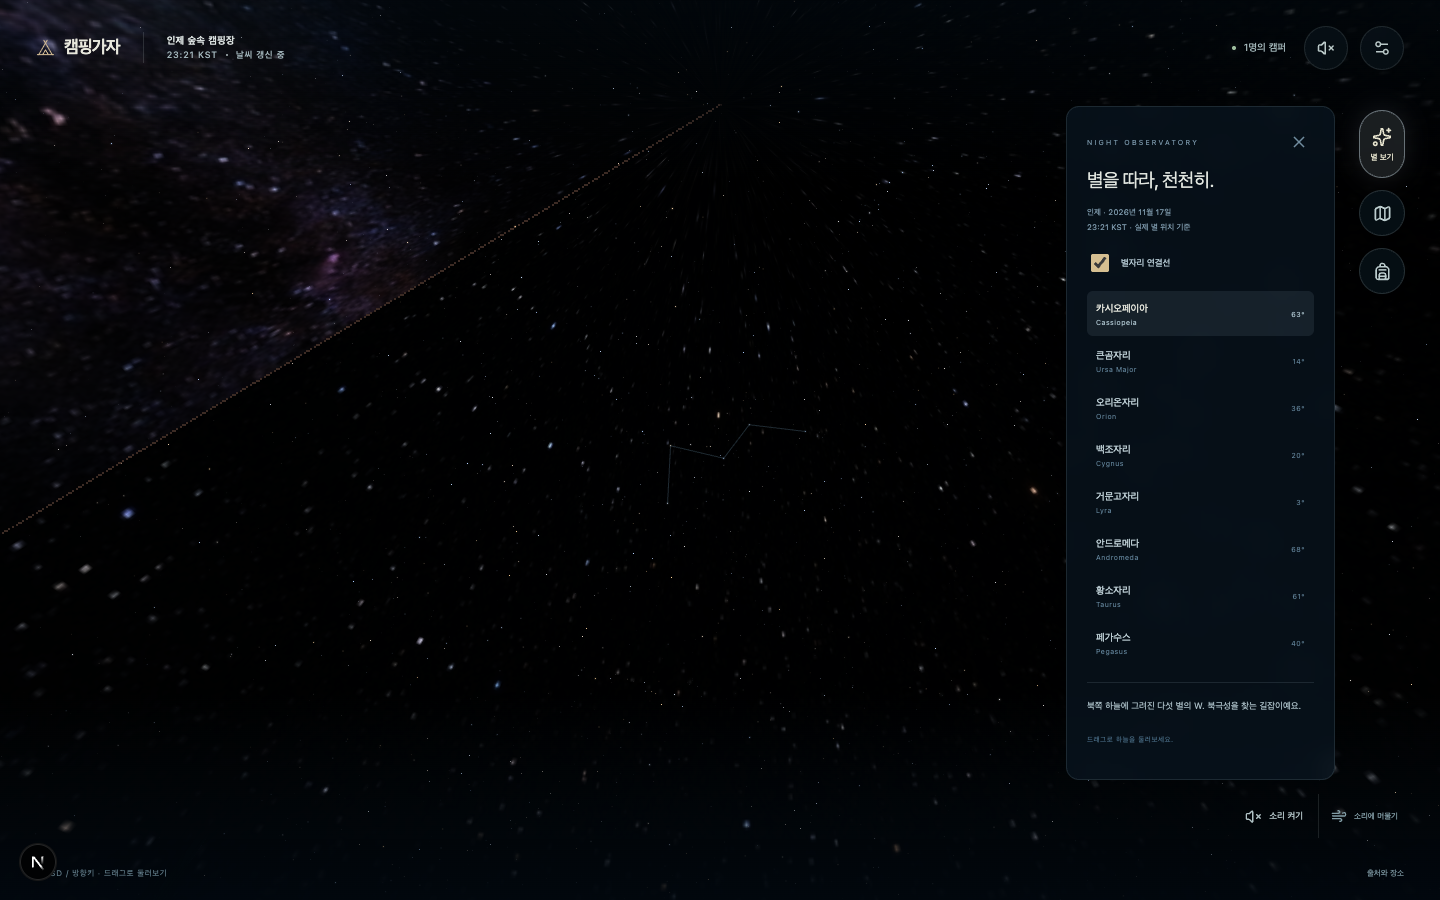 캠핑가자
인제 숲속 캠핑장
23:21 KST · 날씨 갱신 중
1명의 캠퍼
NIGHT OBSERVATORY
별을 따라, 천천히.
인제 · 2026년 11월 17일
23:21 KST · 실제 별 위치 기준
별자리 연결선
카시오페이아
63°
Cassiopeia
큰곰자리
14°
Ursa Major
오리온자리
36°
Orion
백조자리
20°
Cygnus
거문고자리
3°
Lyra
안드로메다
68°
Andromeda
황소자리
61°
Taurus
페가수스
40°
Pegasus
북쪽 하늘에 그려진 다섯 별의 W. 북극성을 찾는 길잡이예요.
드래그로 하늘을 둘러보세요.
별 보기
소리 켜기
소리에 머물기
N
SD / 방향키 · 드래그로 둘러보기
출처와 장소